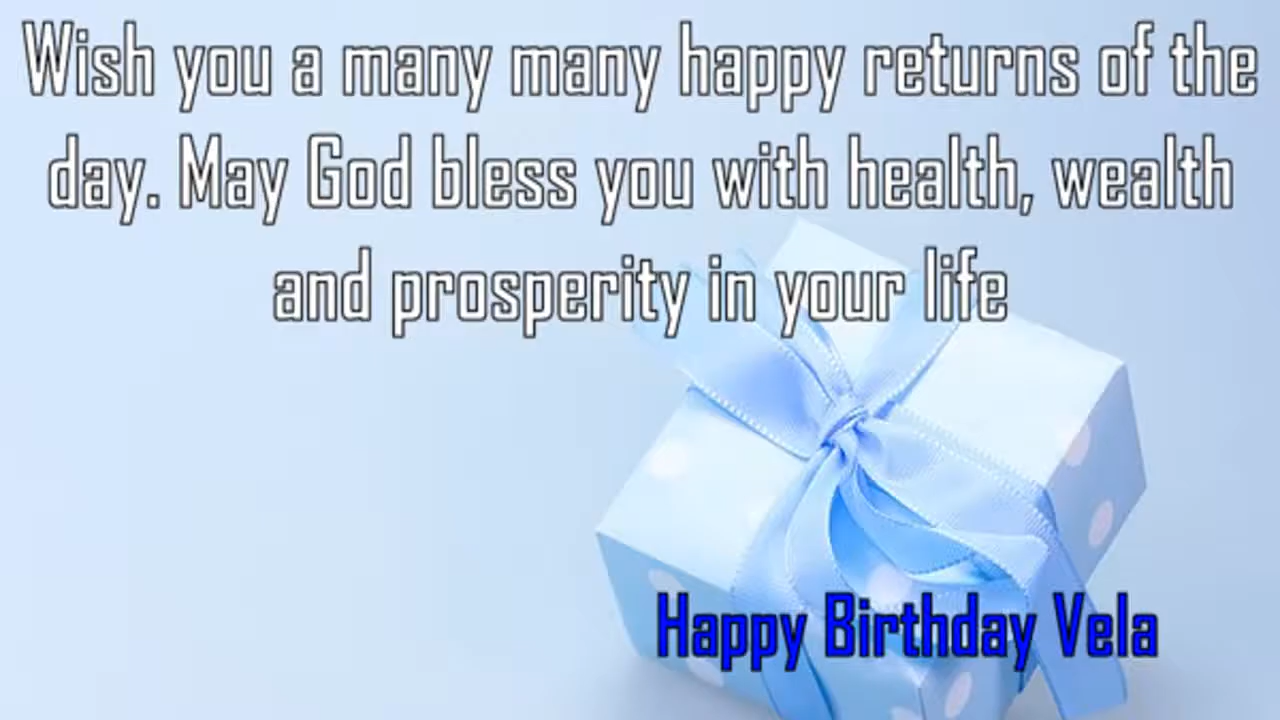 Wish you a many many happy returns of the
day. May God bless you with health, wealth
and prosperity in your life
Happy Birthday Vela